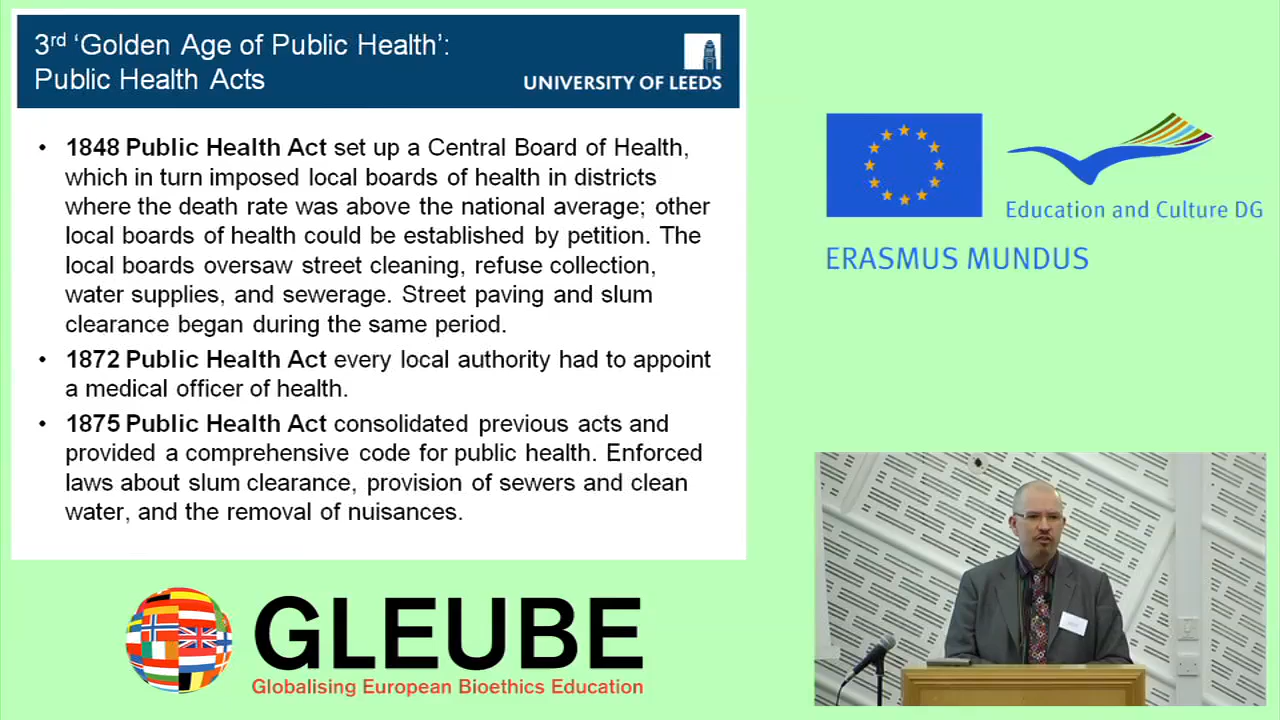 3rd ‘Golden Age of Public Health’:
Public Health Acts
UNIVERSITY OF LEEDS
• 1848 Public Health Act set up a Central Board of Health,
which in turn imposed local boards of health in districts
where the death rate was above the national average; other
local boards of health could be established by petition. The
local boards oversaw street cleaning, refuse collection,
water supplies, and sewerage. Street paving and slum
clearance began during the same period.
• 1872 Public Health Act every local authority had to appoint
a medical officer of health.
• 1875 Public Health Act consolidated previous acts and
provided a comprehensive code for public health. Enforced
laws about slum clearance, provision of sewers and clean
water, and the removal of nuisances.
Education and Culture DG
ERASMUS MUNDUS
GLEUBE
Globalising European Bioethics Education